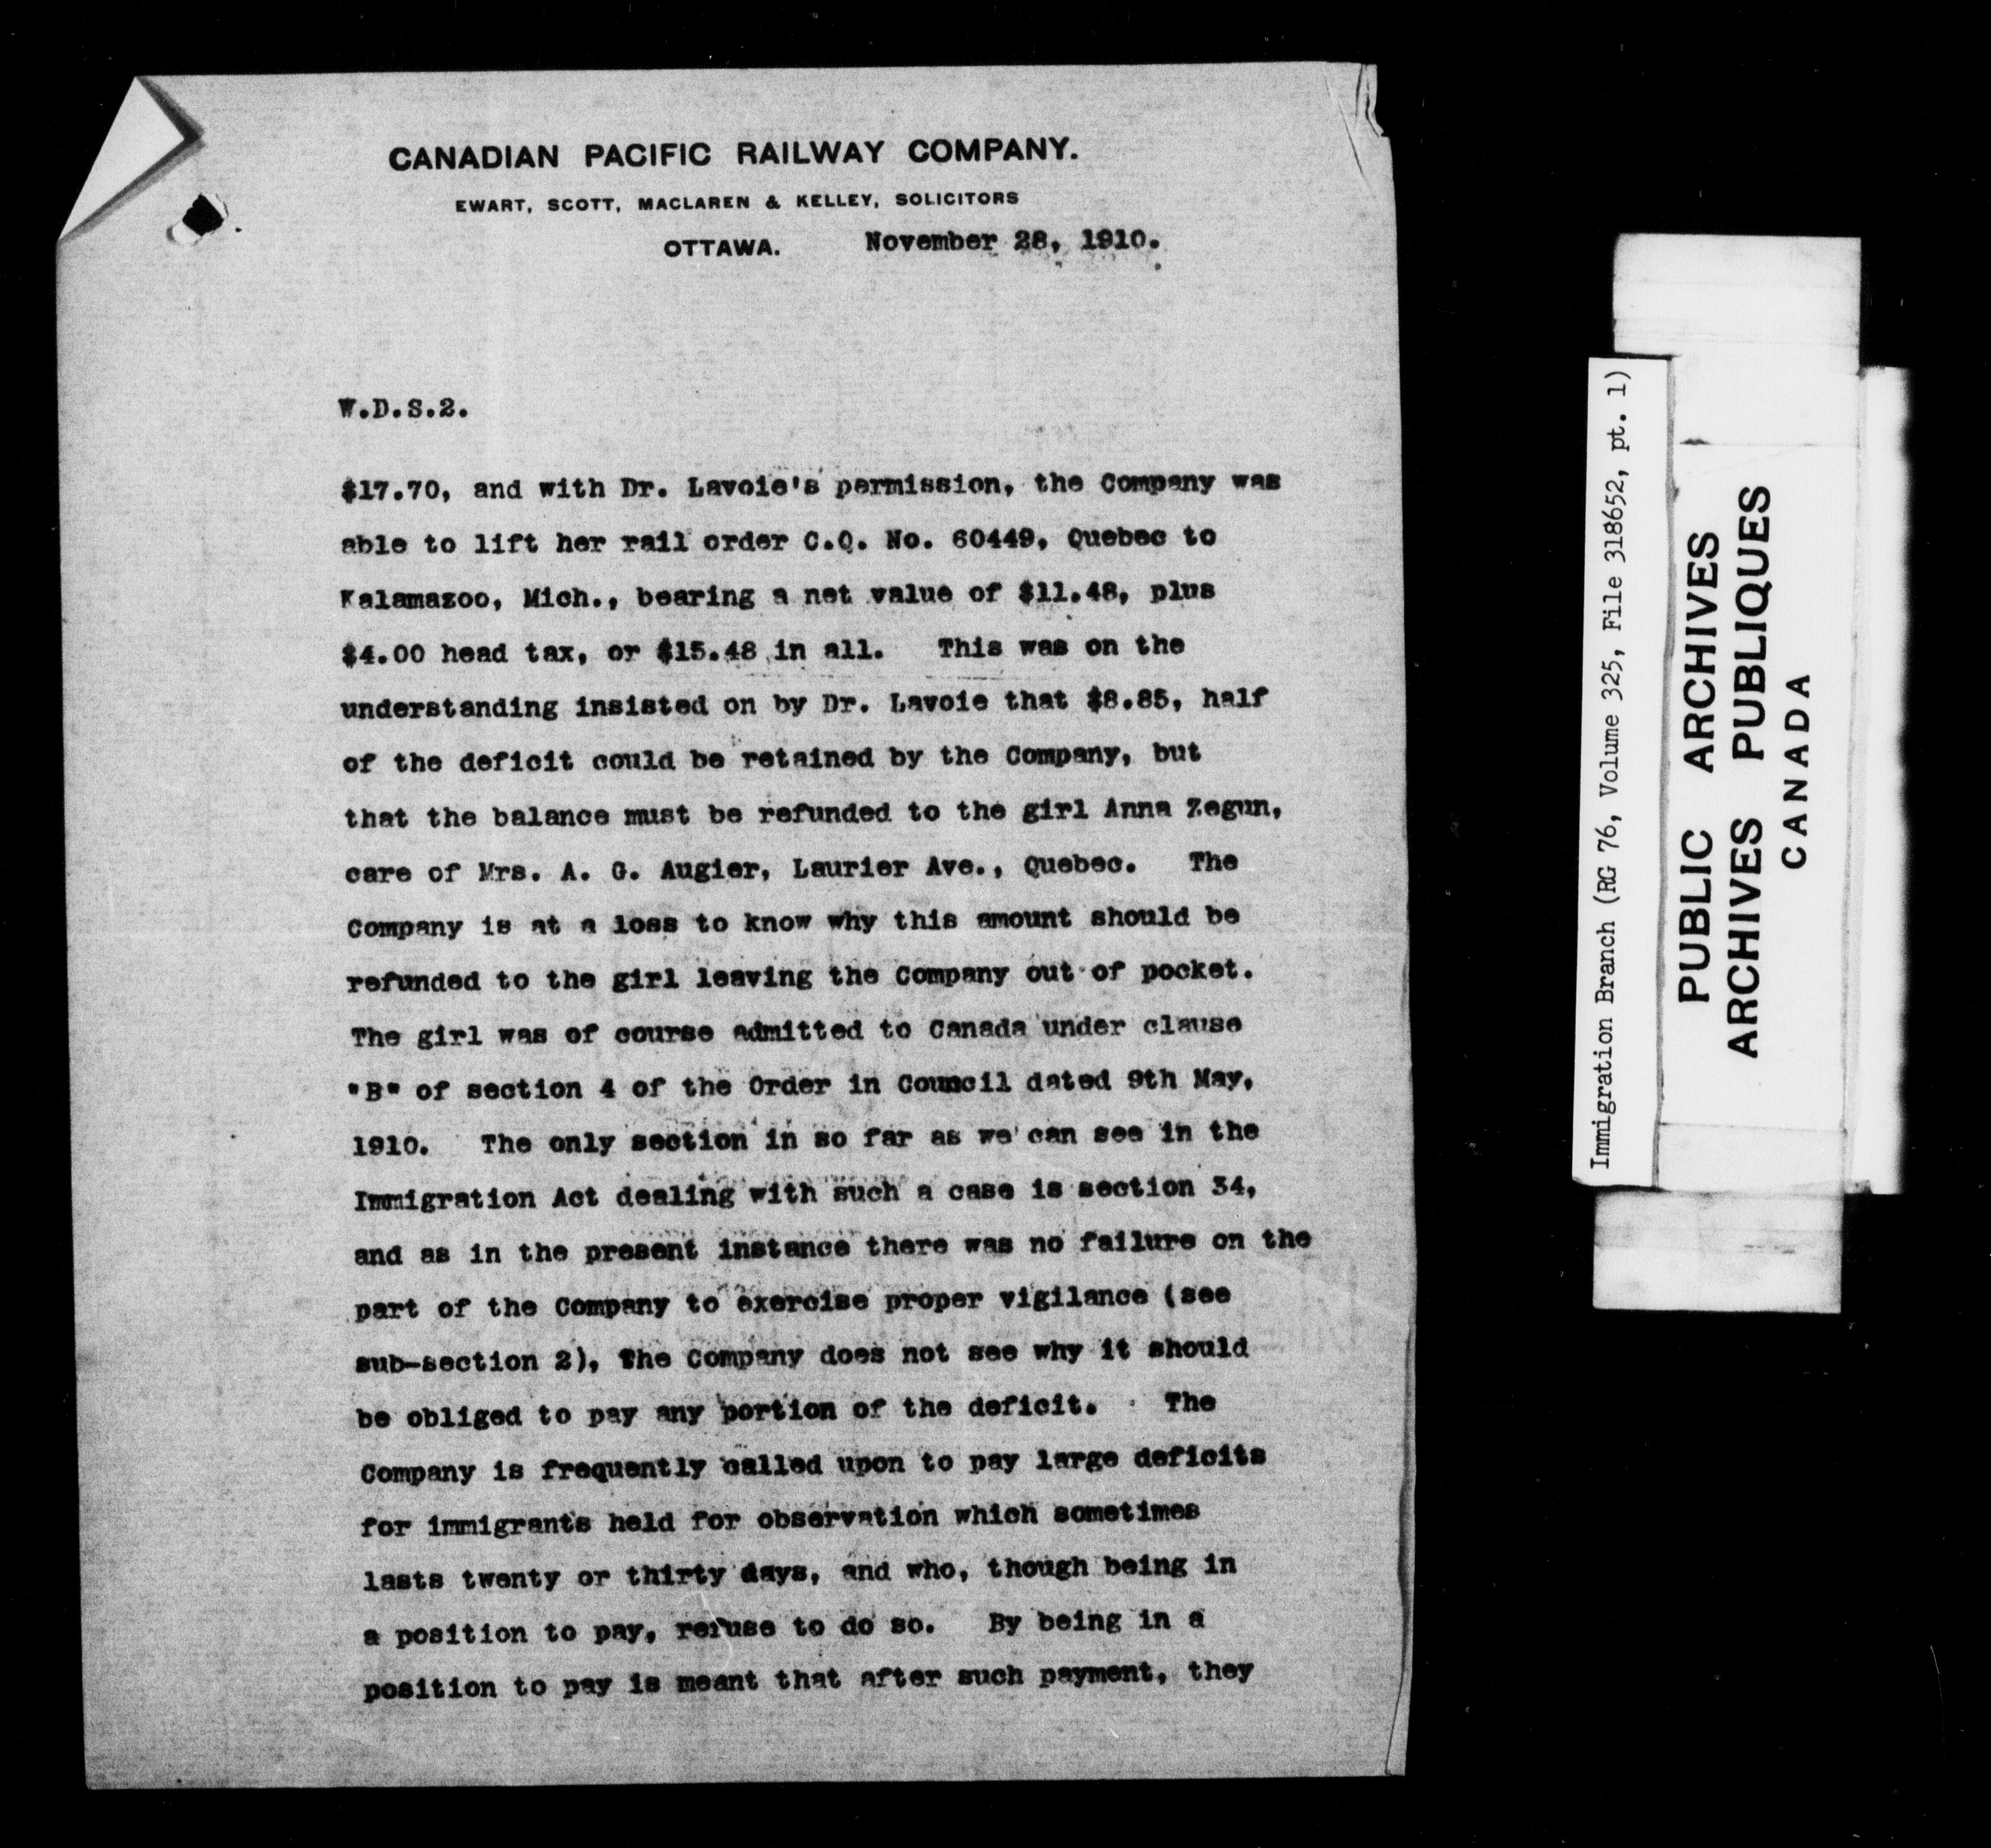 CANADIAN PACIFIC RAILWAY COMPANY.
EWART, SCOTT, MACLAREN & KELLEY, SOLICITORS
OTTAWA. November 28, 1910.
W.D.S.2.
$17.70, and with Dr. Lavoie's permission, the Company was
able to lift her rail order C.Q. No. 60449, Quebec to
Kalamazoo, Mich., bearing a net value of $11.48, plus
$4.00 head tax, or $15.48 in all. This was on the
understanding insisted on by Dr. Lavoie that $8.85, half
of the deficit could be retained by the Company, but
that the balance must be refunded to the girl Anna Zegun,
care of Mrs. A. G. Augier, Laurier Ave., Quebec. The
Company is at a loss to know why this amount should be
refunded to the girl leaving the Company out of pocket.
The girl was of course admitted to Canada under clause
"B" of section 4 of the Order in Council dated 9th May,
1910. The only section in so far as we can see in the
Immigration Act dealing with such a case is section 34,
and as in the present instance there was no failure on the
part of the Company to exercise proper vigilance (see
sub-section 2), The Company does not see why it should
be obliged to pay any portion of the deficit. The
Company is frequently called upon to pay large deficits
for immigrants held for observation which sometimes
lasts twenty or thirty days, and who, though being in
a position to pay, refuse to do so. By being in a
position to pay is meant that after such payment, they
Immigration Branch (RG 76, Volume 325, File 318652, pt. 1)
PUBLIC ARCHIVES
ARCHIVES PUBLIQUES
CANADA